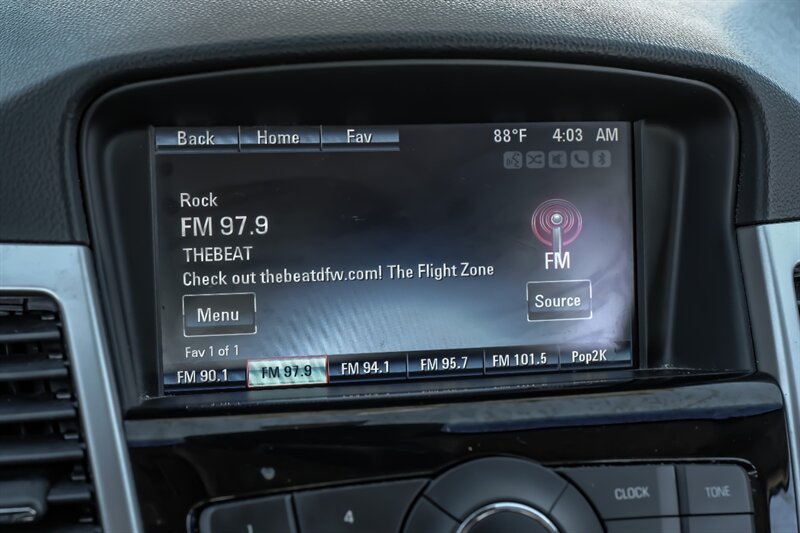 Back Home Fav 88°F 4:03 AM
Rock
FM 97.9
THEBEAT
Check out thebeatdfw.com! The Flight Zone
FM
Menu
Source
Fav 1 of 1
FM 90.1 FM 97.9 FM 94.1 FM 95.7 FM 101.5 Pop2K
1 4 CLOCK TONE